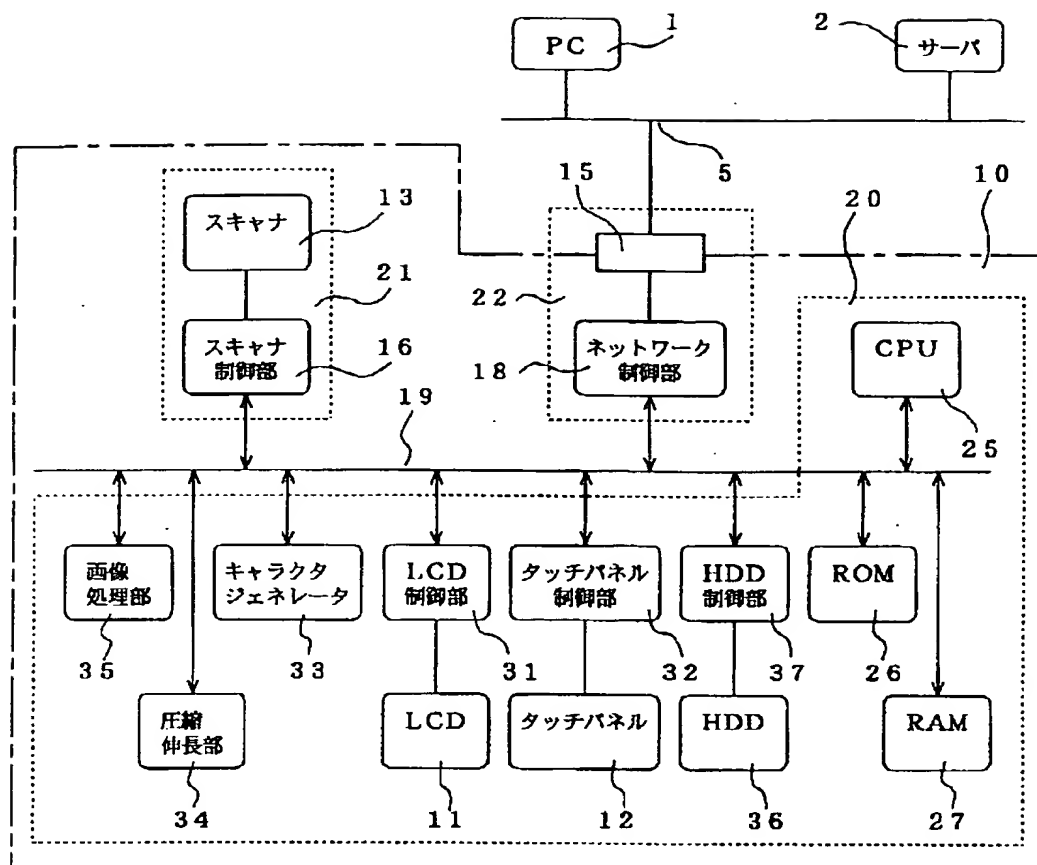 PC
1
2
サーバ
5
10
15
20
スキャナ
13
21
22
スキャナ
制御部
16
ネットワーク
制御部
18
CPU
25
19
画像
処理部
35
キャラクタ
ジェネレータ
33
LCD
制御部
31
タッチパネル
制御部
32
HDD
制御部
37
ROM
26
圧縮
伸長部
34
LCD
11
タッチパネル
12
HDD
36
RAM
27